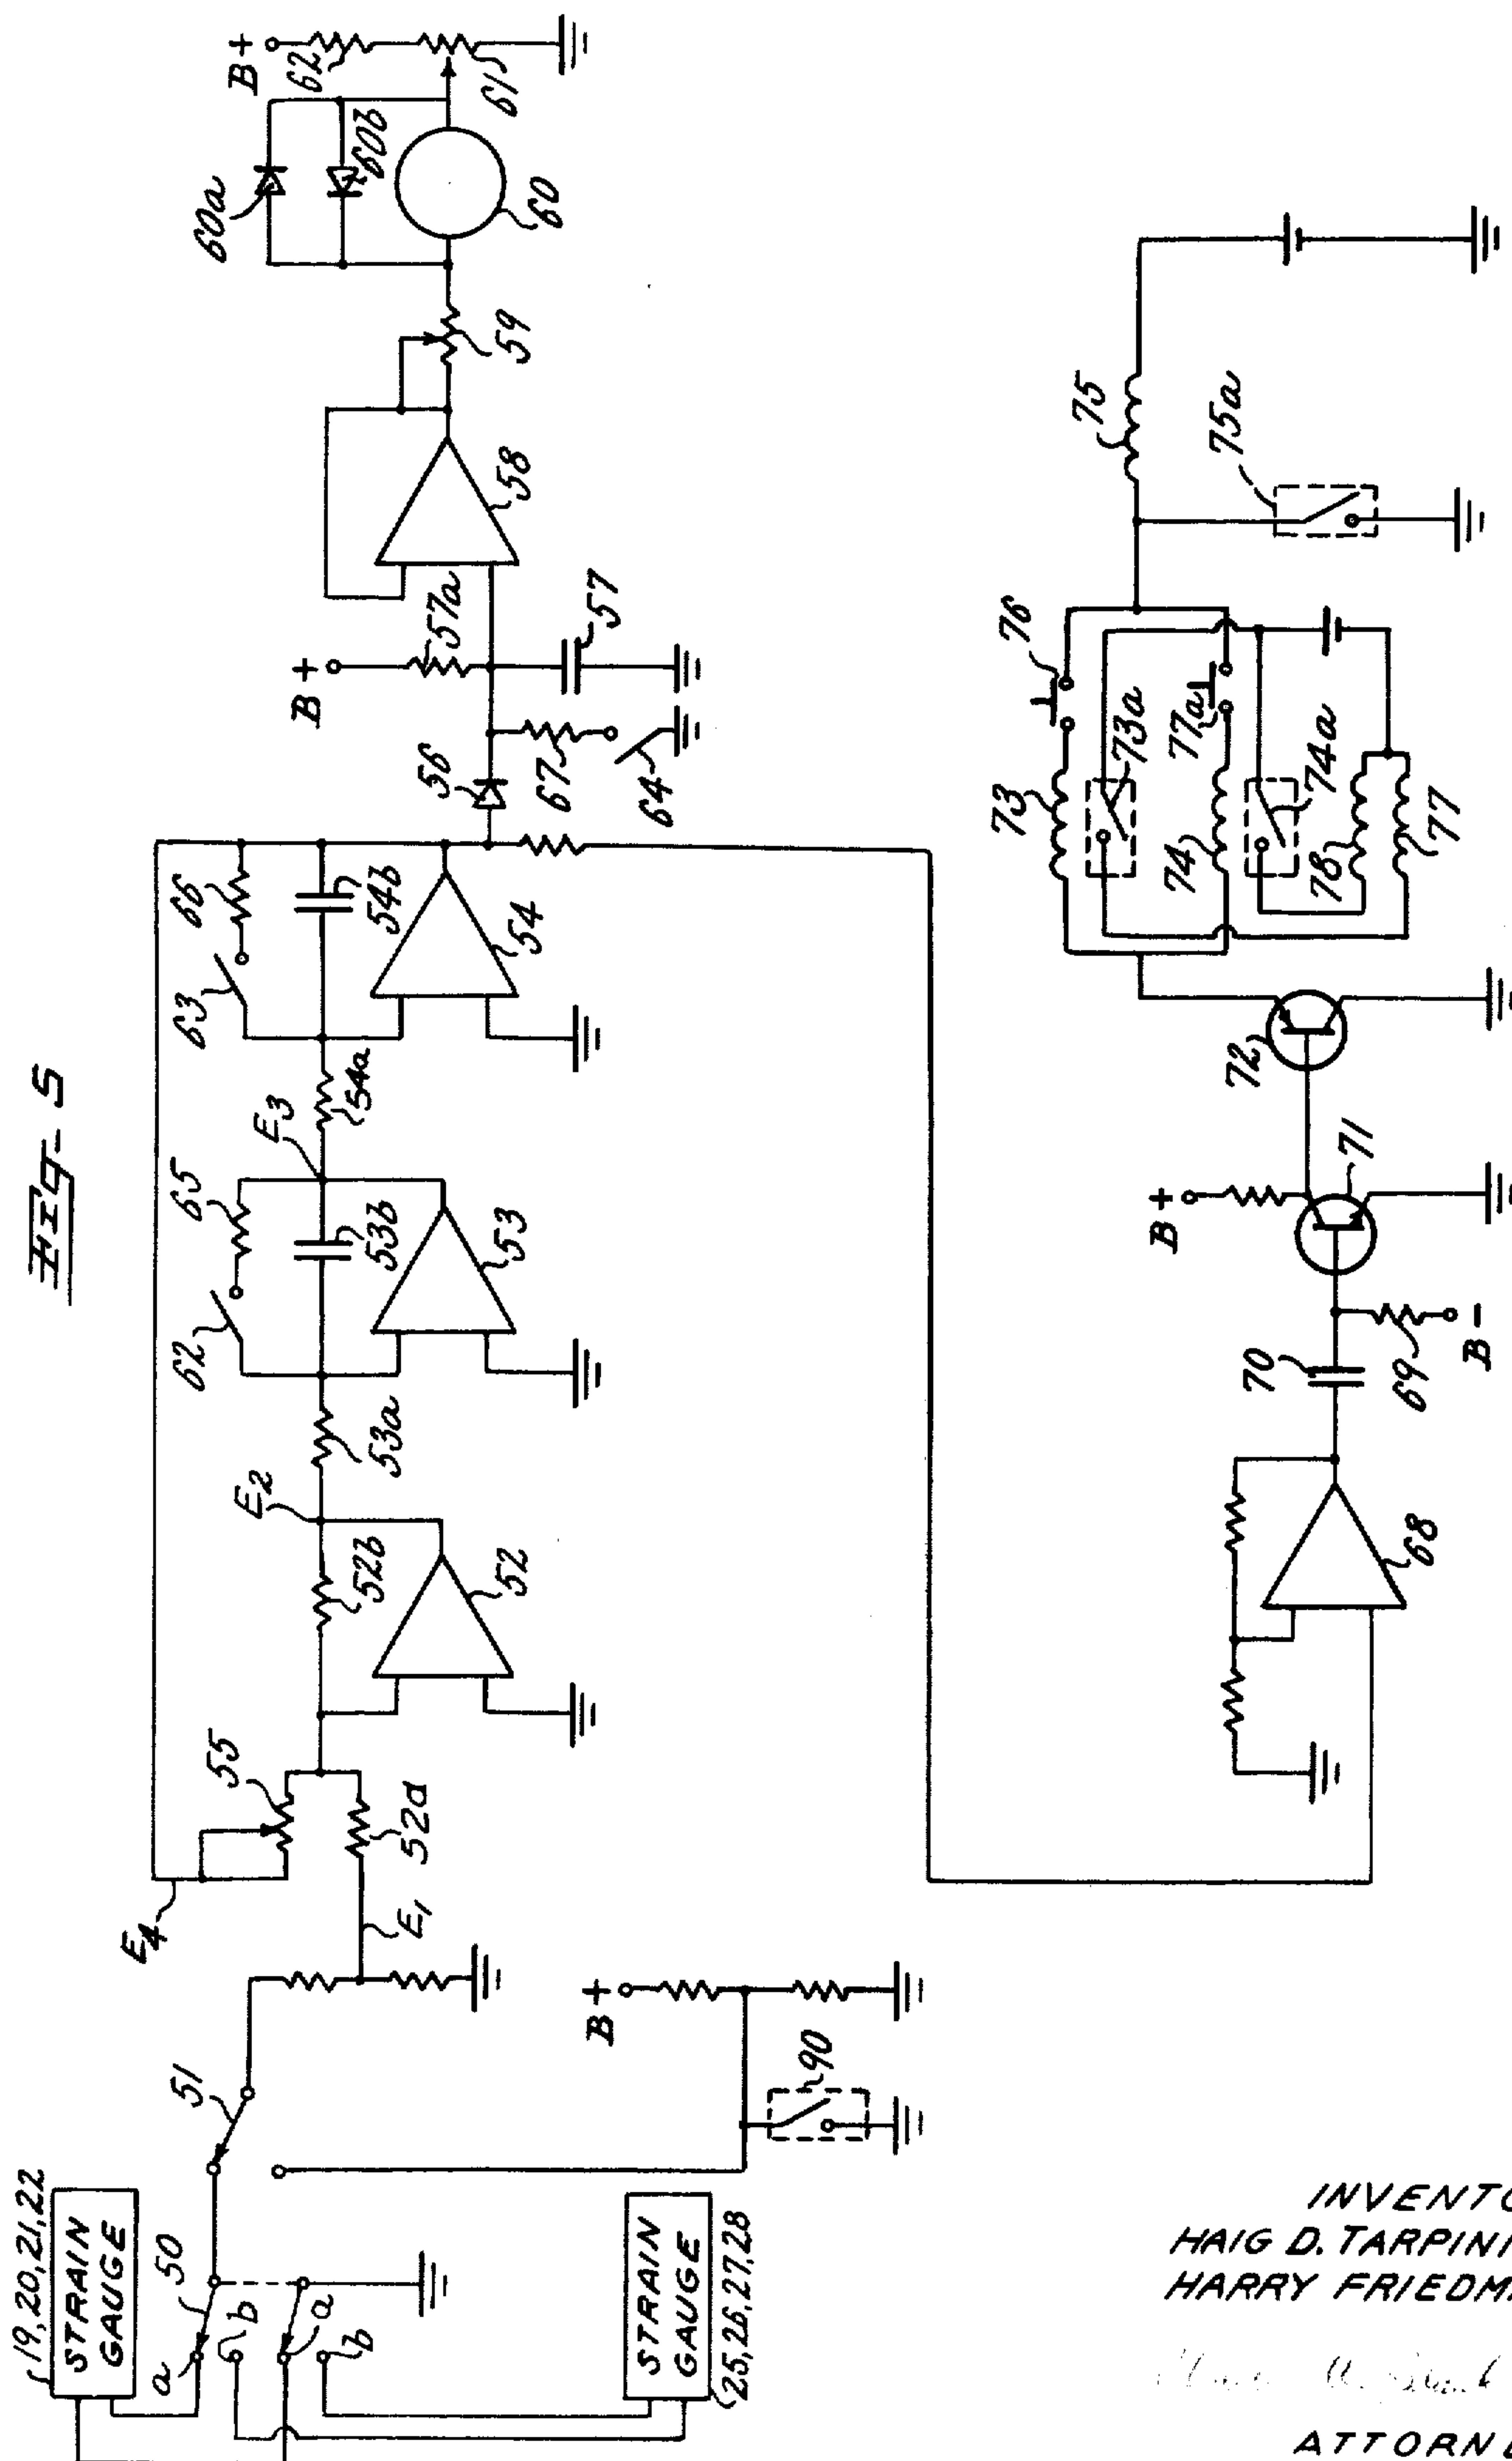 Fig- 5
19,20,21,22
STRAIN
GAUGE
50
a
b
a
b
STRAIN
GAUGE
25,26,27,28
51
B+
90
E4
55
E1
52a
52b
52
E2
53a
62
65
53b
53
E3
54a
63
66
54b
54
56
67
64
B+
57a
57
58
59
60a
60b
60
B+
62
61
68
70
69
B-
B+
71
72
73
73a
74
74a
76
77a
78
77
75
75a
INVENTO
HAIG D. TARPINI
HARRY FRIEDM
ATTORN